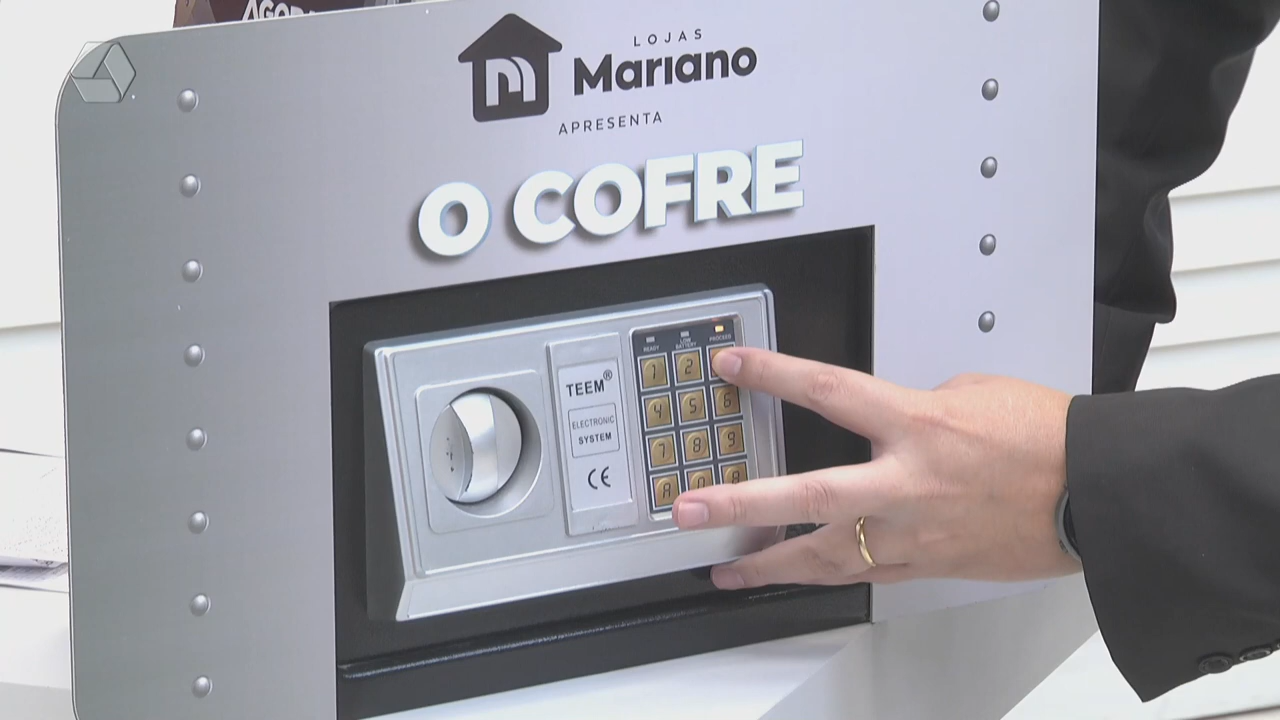 LOJAS
Mariano
APRESENTA
O COFRE
READY
LOW BATTERY
PROCEED
TEEM®
ELECTRONIC
SYSTEM
CE
1 2
4 5 6
7 8 9
A 0 B